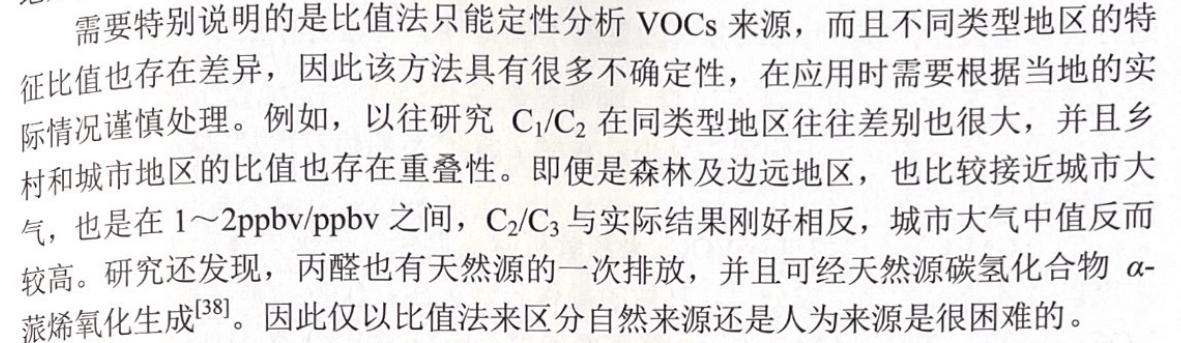 需要特别说明的是比值法只能定性分析 VOCs 来源，而且不同类型地区的特
征比值也存在差异，因此该方法具有很多不确定性，在应用时需要根据当地的实
际情况谨慎处理。例如，以往研究 C₁/C₂ 在同类型地区往往差别也很大，并且乡
村和城市地区的比值也存在重叠性。即便是森林及边远地区，也比较接近城市大
气，也是在 1～2ppbv/ppbv 之间，C₂/C₃ 与实际结果刚好相反，城市大气中值反而
较高。研究还发现，丙醛也有天然源的一次排放，并且可经天然源碳氢化合物 α-
蒎烯氧化生成[38]。因此仅以比值法来区分自然来源还是人为来源是很困难的。